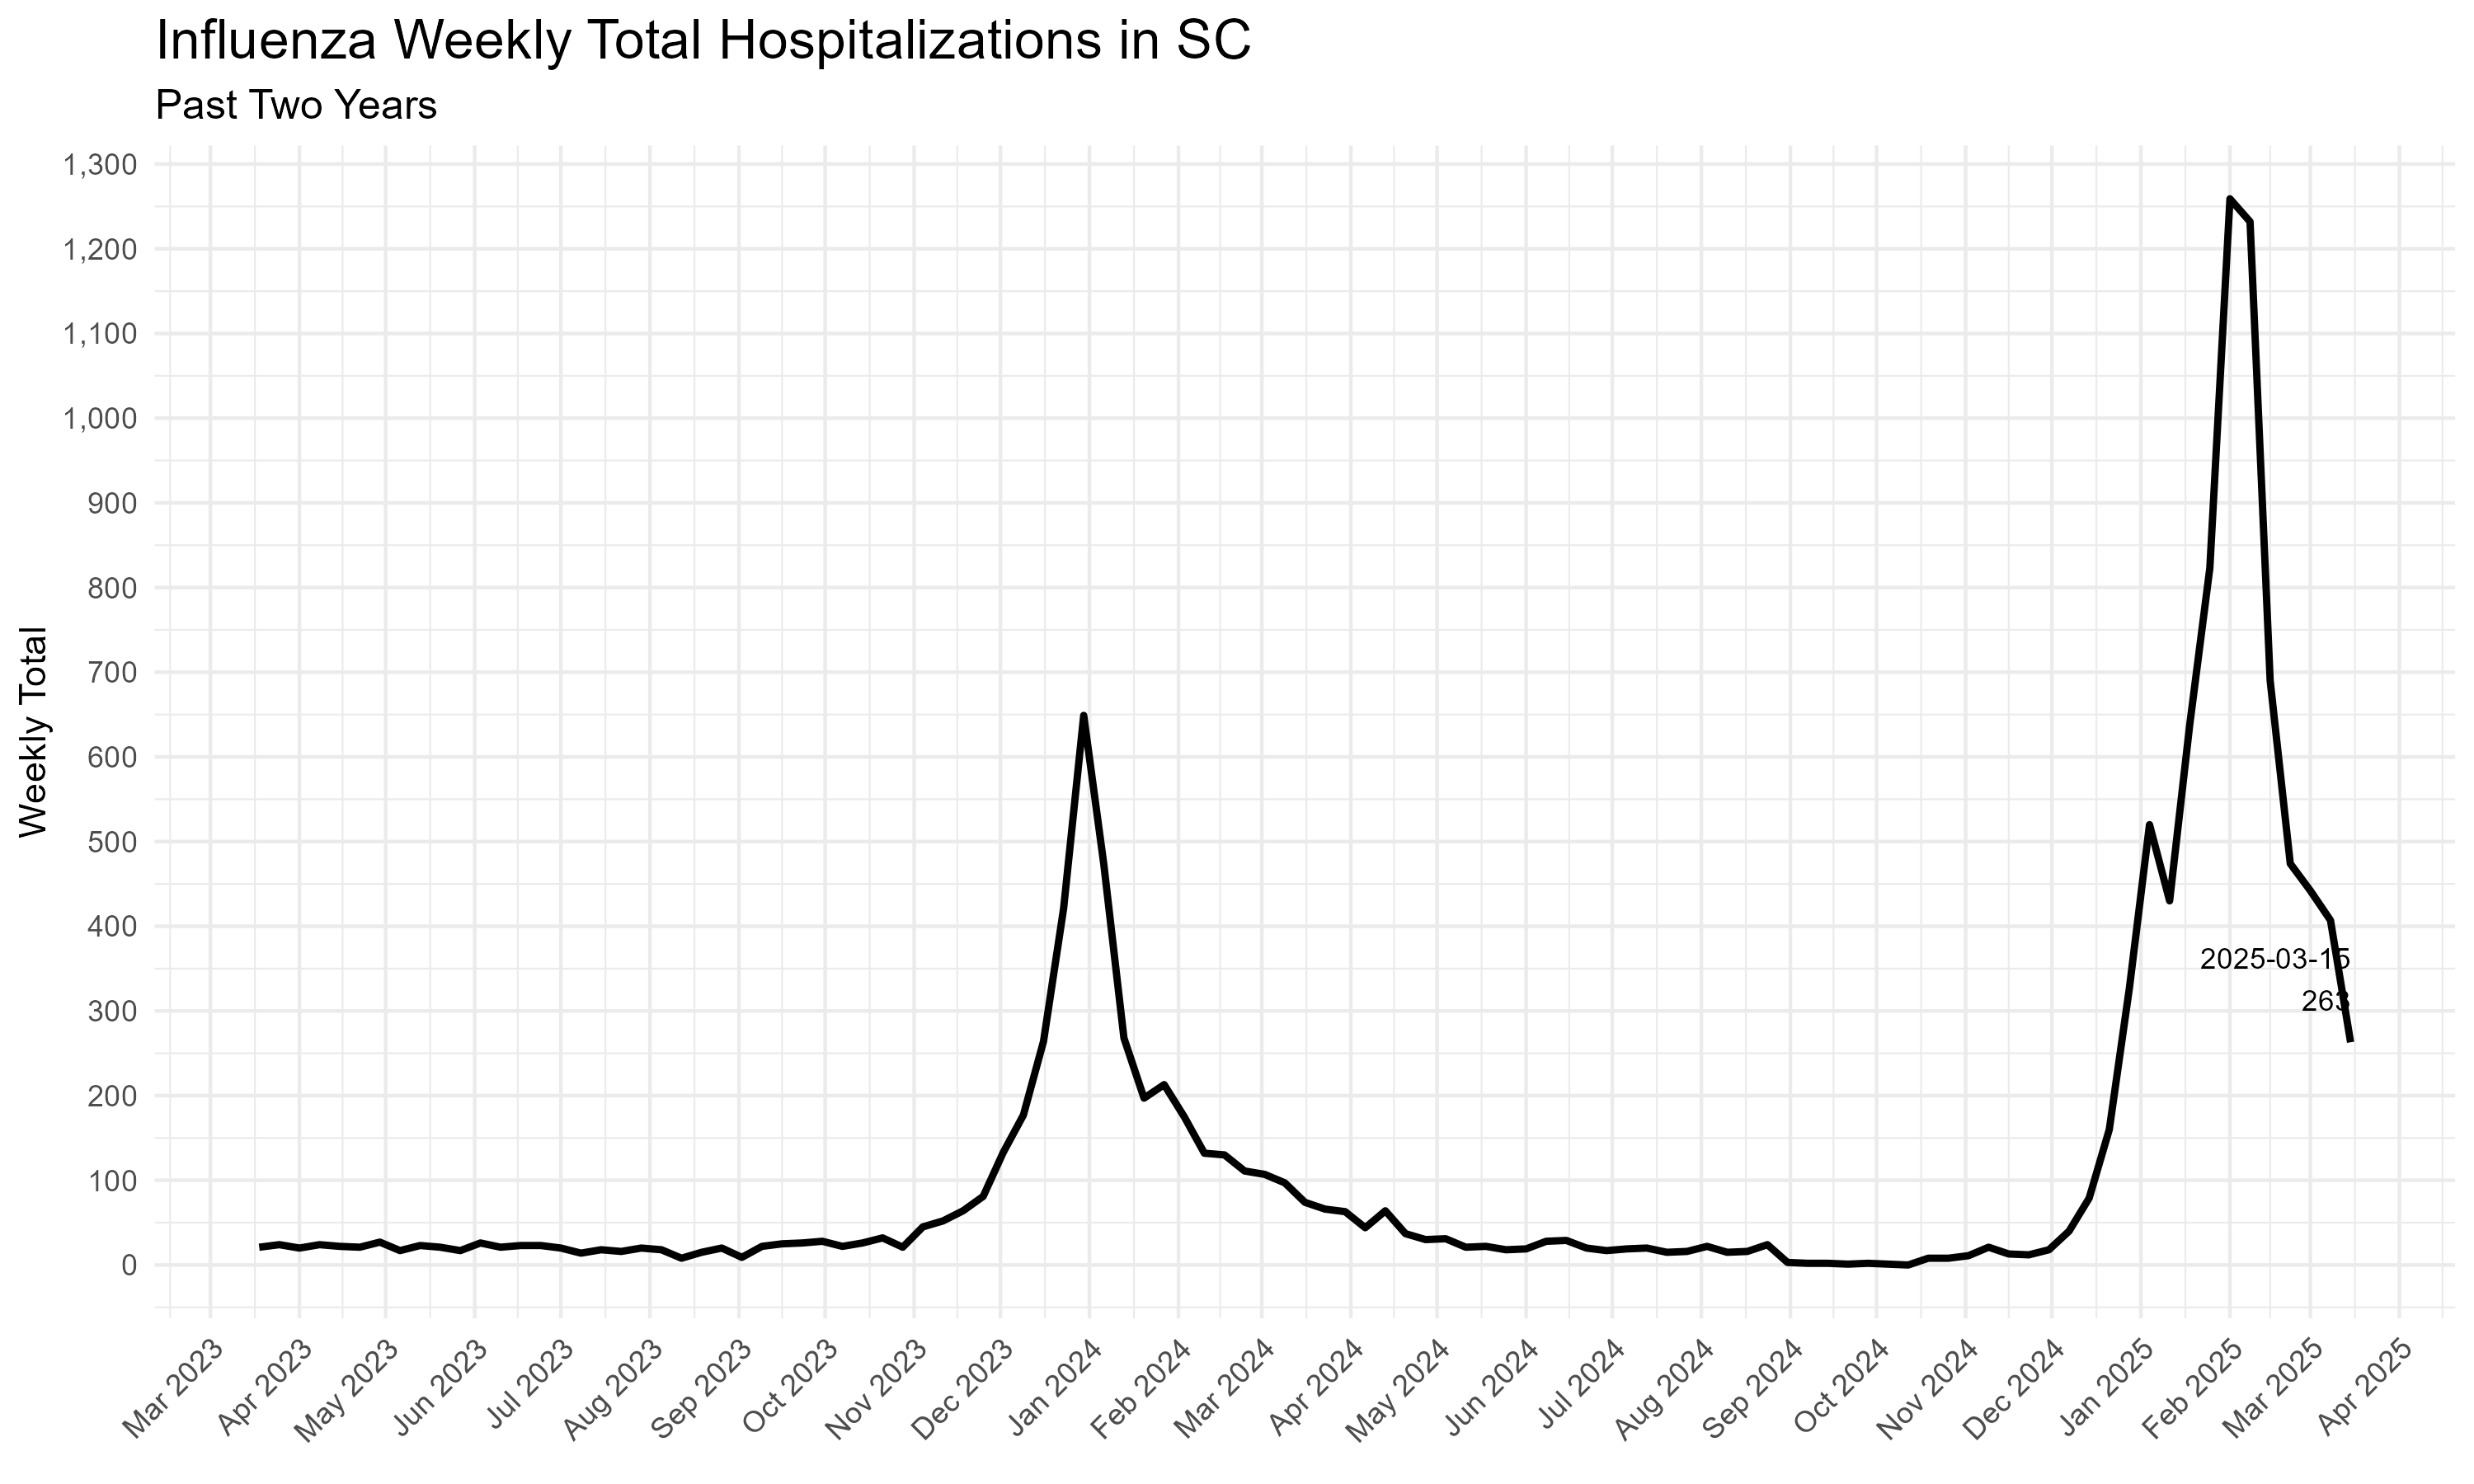 Influenza Weekly Total Hospitalizations in SC
Past Two Years
Weekly Total
1,300
1,200
1,100
1,000
900
800
700
600
500
400
300
200
100
0
2025-03-15
263
Mar 2023
Apr 2023
May 2023
Jun 2023
Jul 2023
Aug 2023
Sep 2023
Oct 2023
Nov 2023
Dec 2023
Jan 2024
Feb 2024
Mar 2024
Apr 2024
May 2024
Jun 2024
Jul 2024
Aug 2024
Sep 2024
Oct 2024
Nov 2024
Dec 2024
Jan 2025
Feb 2025
Mar 2025
Apr 2025